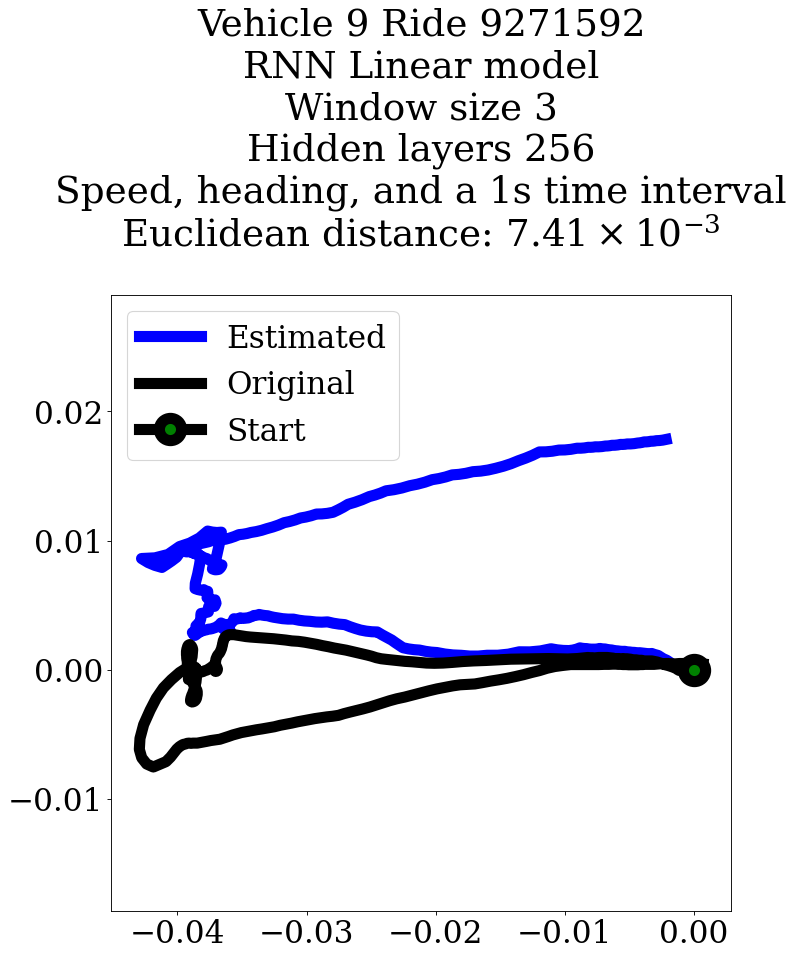 Vehicle 9 Ride 9271592
RNN Linear model
Window size 3
Hidden layers 256
Speed, heading, and a 1s time interval
Euclidean distance: 7.41 × 10⁻³
Estimated
Original
Start
0.02
0.01
0.00
−0.01
−0.04 −0.03 −0.02 −0.01 0.00